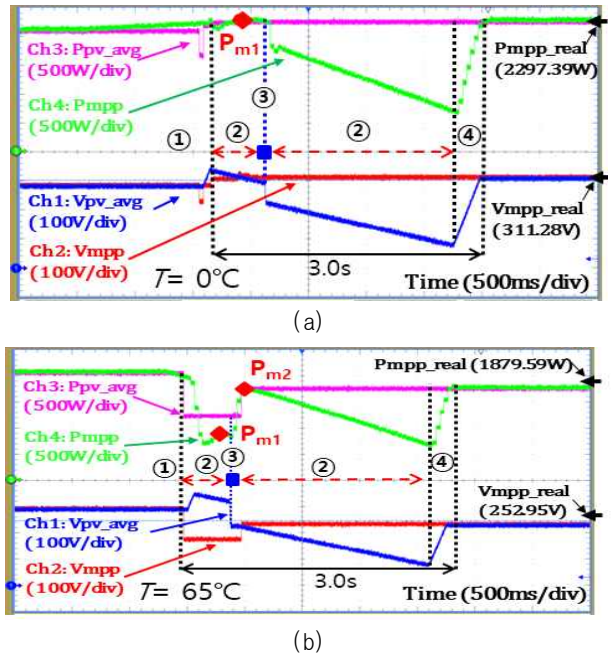 Ch3: Ppv_avg
(500W/div)
Pm1
Pmpp_real
(2297.39W)
Ch4: Pmpp
(500W/div)
③
① ② ②  ④
Ch1: Vpv_avg
(100V/div)
Ch2: Vmpp
(100V/div)
Vmpp_real
(311.28V)
3.0s
T= 0℃
Time (500ms/div)
(a)
Pm2
Pmpp_real (1879.59W)
Ch3: Ppv_avg
(500W/div)
Pm1
Ch4: Pmpp
(500W/div)
① ② ③ ② ④
Ch1: Vpv_avg
(100V/div)
Vmpp_real
(252.95V)
Ch2: Vmpp
(100V/div)
3.0s
T= 65℃
Time (500ms/div)
(b)